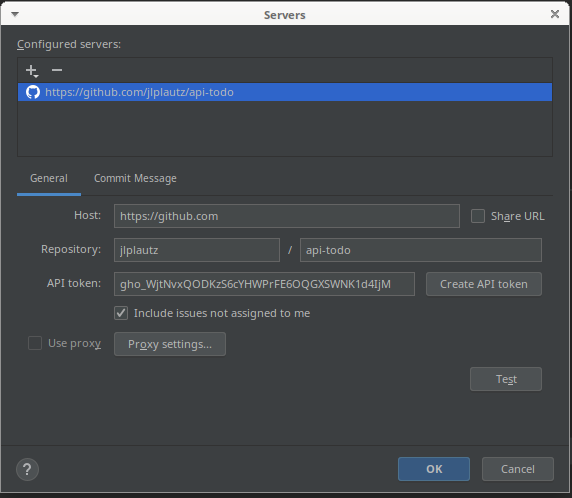 Servers
Configured servers:
https://github.com/jlplautz/api-todo
General Commit Message
Host: https://github.com Share URL
Repository: jlplautz / api-todo
API token: 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 Create API token
Include issues not assigned to me
Use proxy Proxy settings...
Test
? OK Cancel